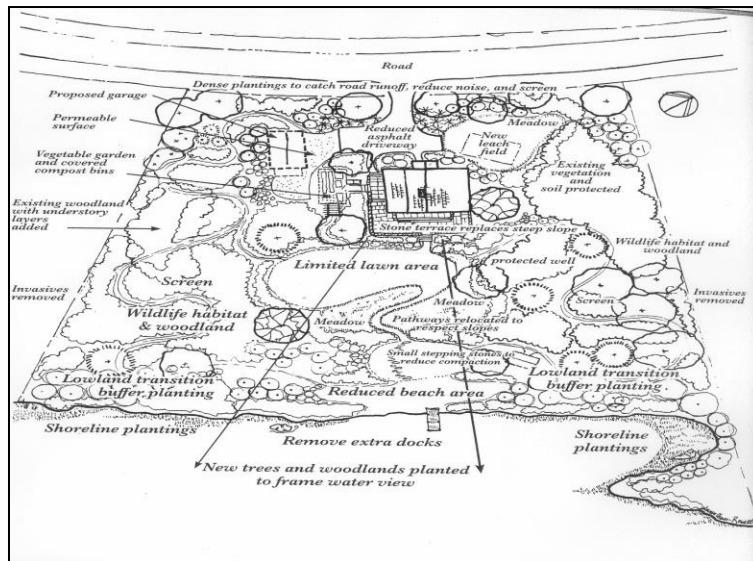 Road
Dense plantings to catch road runoff, reduce noise, and screen
Proposed garage
Permeable
surface
Reduced
asphalt
driveway
Meadow
New
leach
field
Vegetable garden
and covered
compost bins
Existing
vegetation
and
soil protected
Existing woodland
with understory
layers
added
Stone terrace replaces steep slope
Wildlife habitat and
woodland
Limited lawn area
protected well
Screen
Invasives
removed
Screen
Invasives
removed
Wildlife habitat
& woodland
Meadow
Meadow
Pathways relocated to
respect slopes
Small stepping stones to
reduce compaction
Lowland transition
buffer planting
Lowland transition
buffer planting
Reduced beach area
Shoreline plantings
Remove extra docks
Shoreline
plantings
New trees and woodlands planted
to frame water view